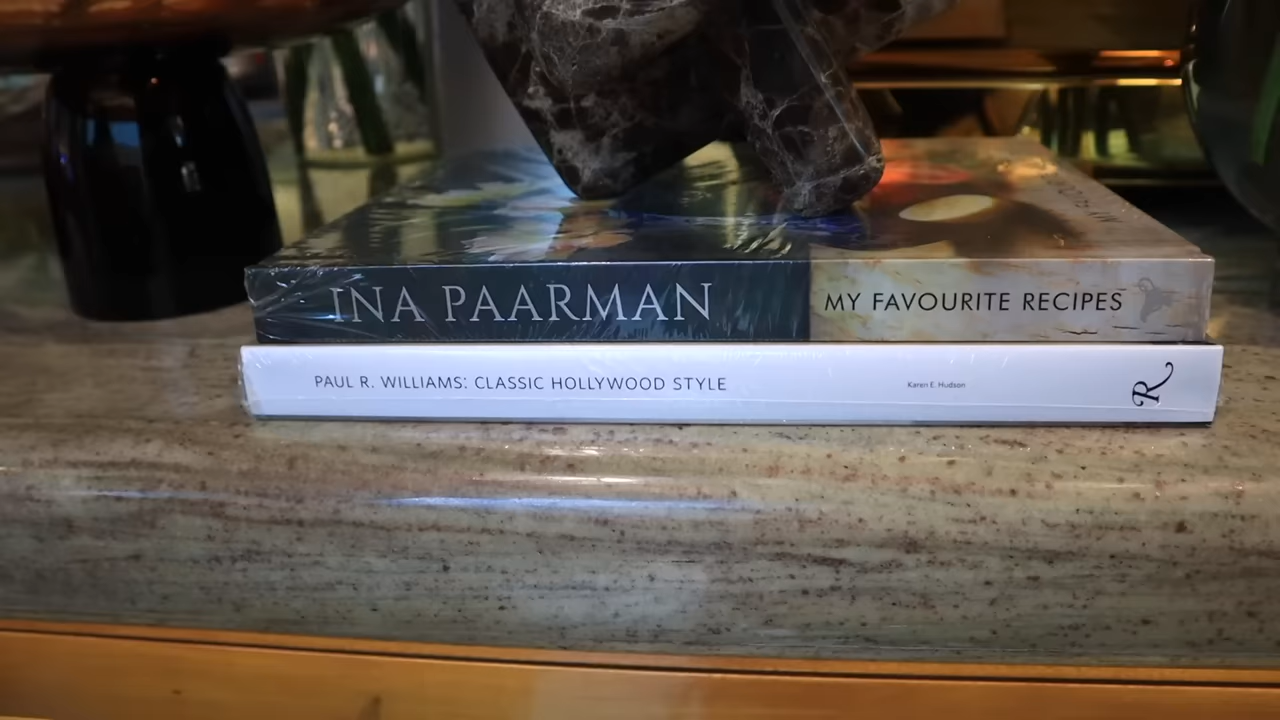 INA PAARMAN MY FAVOURITE RECIPES
PAUL R. WILLIAMS: CLASSIC HOLLYWOOD STYLE Karen E. Hudson R